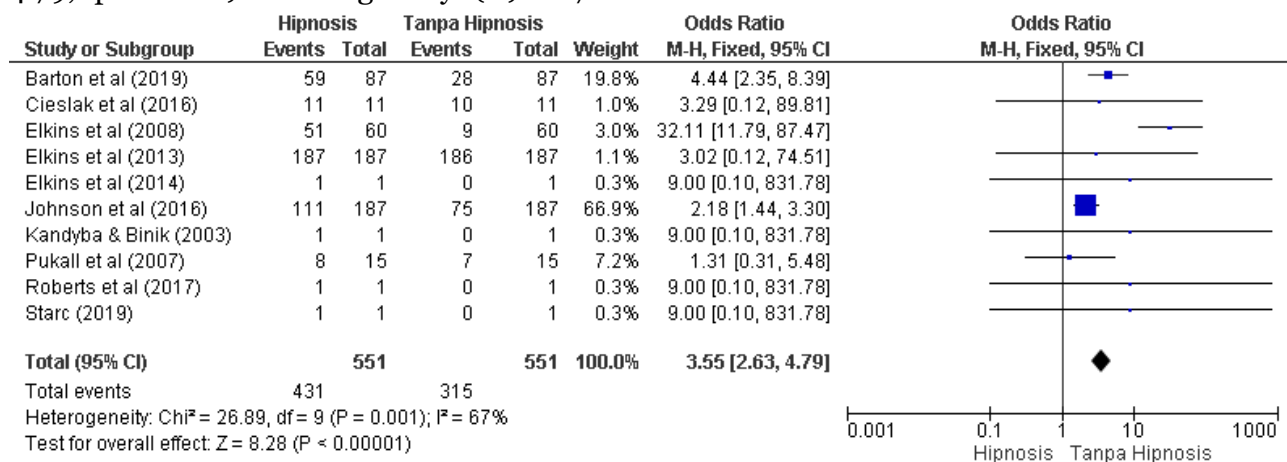 Hipnosis Tanpa Hipnosis Odds Ratio Odds Ratio
Study or Subgroup Events Total Events Total Weight M-H, Fixed, 95% CI M-H, Fixed, 95% CI
Barton et al (2019) 59 87 28 87 19.8% 4.44 [2.35, 8.39]
Cieslak et al (2016) 11 11 10 11 1.0% 3.29 [0.12, 89.81]
Elkins et al (2008) 51 60 9 60 3.0% 32.11 [11.79, 87.47]
Elkins et al (2013) 187 187 186 187 1.1% 3.02 [0.12, 74.51]
Elkins et al (2014) 1 1 0 1 0.3% 9.00 [0.10, 831.78]
Johnson et al (2016) 111 187 75 187 66.9% 2.18 [1.44, 3.30]
Kandyba & Binik (2003) 1 1 0 1 0.3% 9.00 [0.10, 831.78]
Pukall et al (2007) 8 15 7 15 7.2% 1.31 [0.31, 5.48]
Roberts et al (2017) 1 1 0 1 0.3% 9.00 [0.10, 831.78]
Starc (2019) 1 1 0 1 0.3% 9.00 [0.10, 831.78]
Total (95% CI) 551 551 100.0% 3.55 [2.63, 4.79]
Total events 431 315
Heterogeneity: Chi² = 26.89, df = 9 (P = 0.001); I² = 67%
Test for overall effect: Z = 8.28 (P < 0.00001)
0.001 0.1 1 10 1000
Hipnosis Tanpa Hipnosis